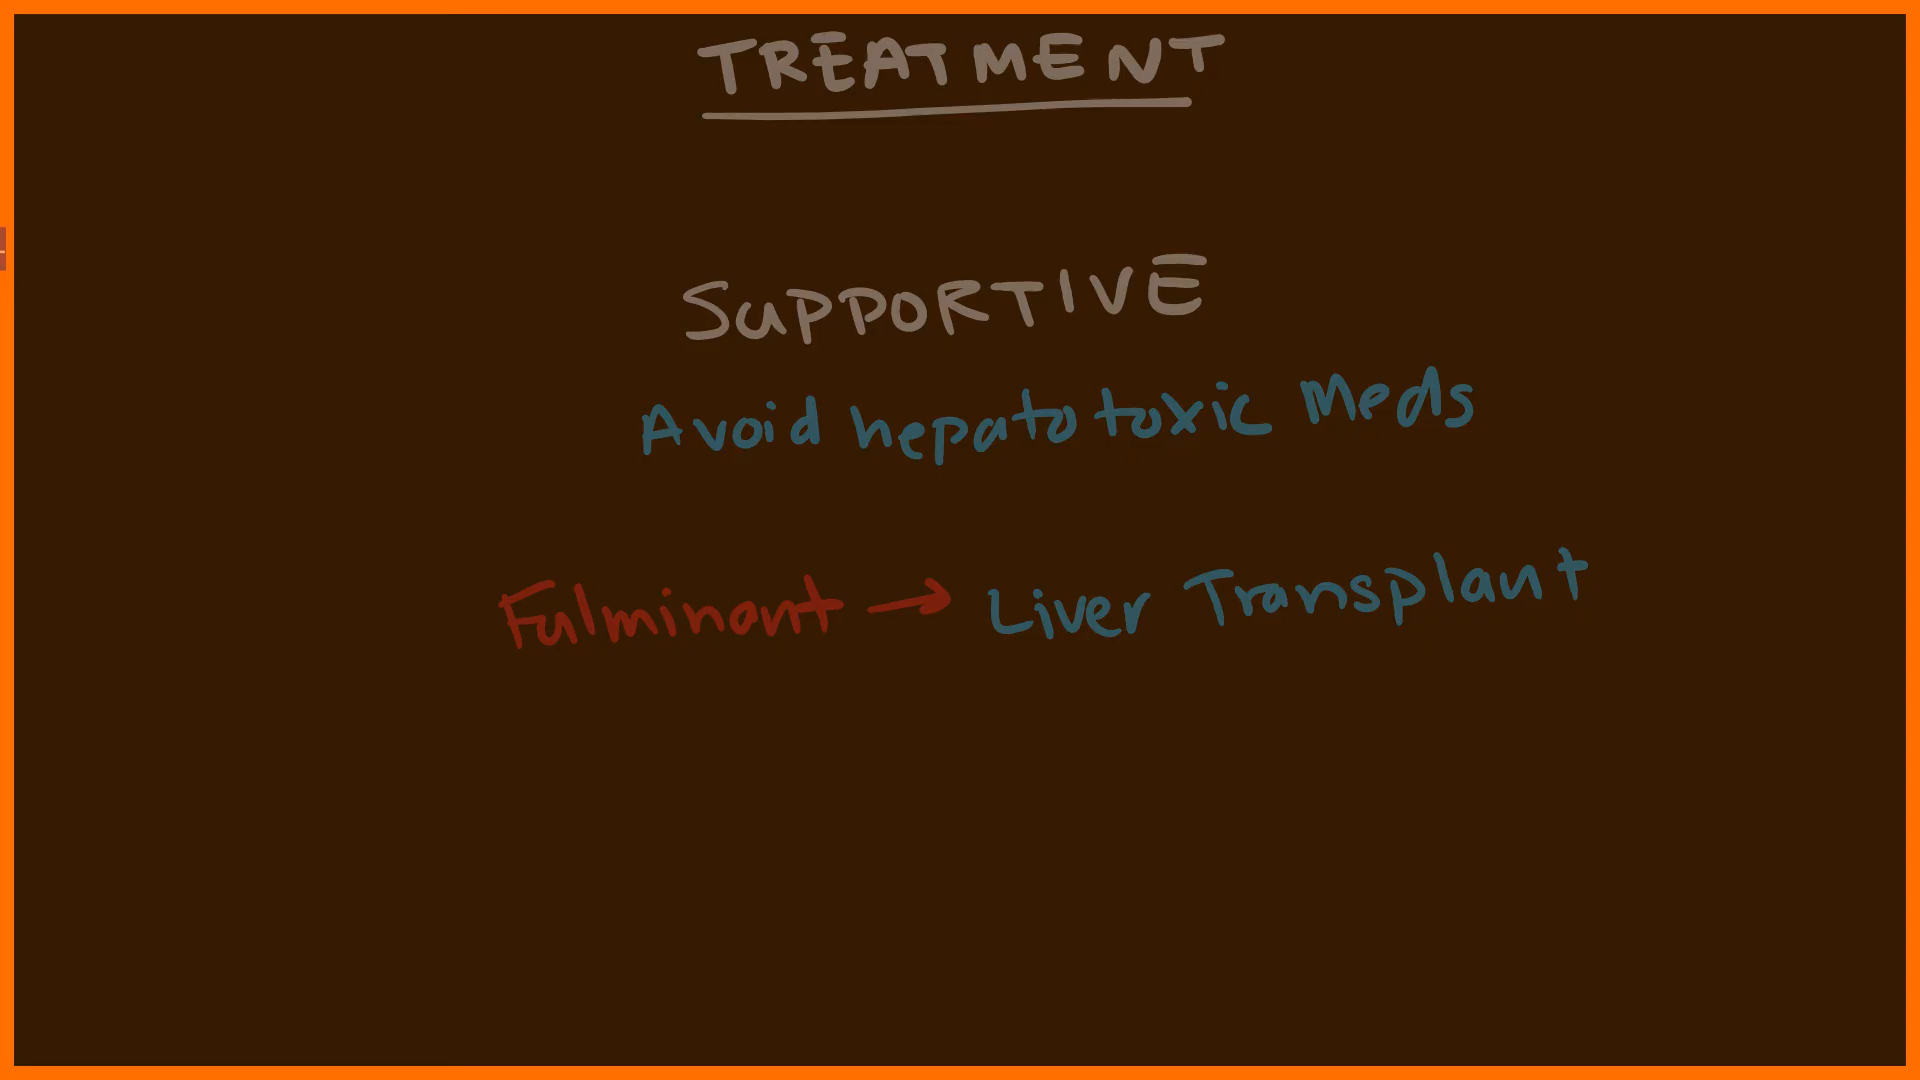 TREATMENT
SUPPORTIVE
Avoid hepatotoxic Meds
Fulminant → Liver Transplant